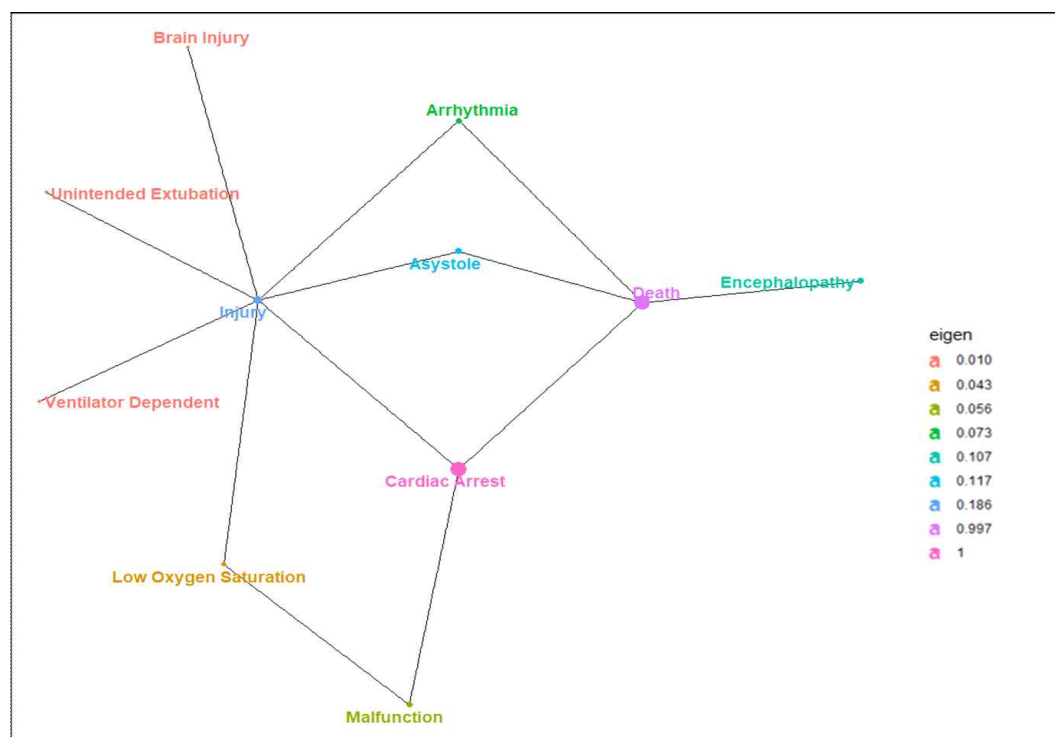 Brain Injury
Arrhythmia
Unintended Extubation
Asystole
Encephalopathy
Death
Injury
eigen
a 0.010
a 0.043
a 0.056
a 0.073
a 0.107
a 0.117
a 0.186
a 0.997
a 1
Ventilator Dependent
Cardiac Arrest
Low Oxygen Saturation
Malfunction